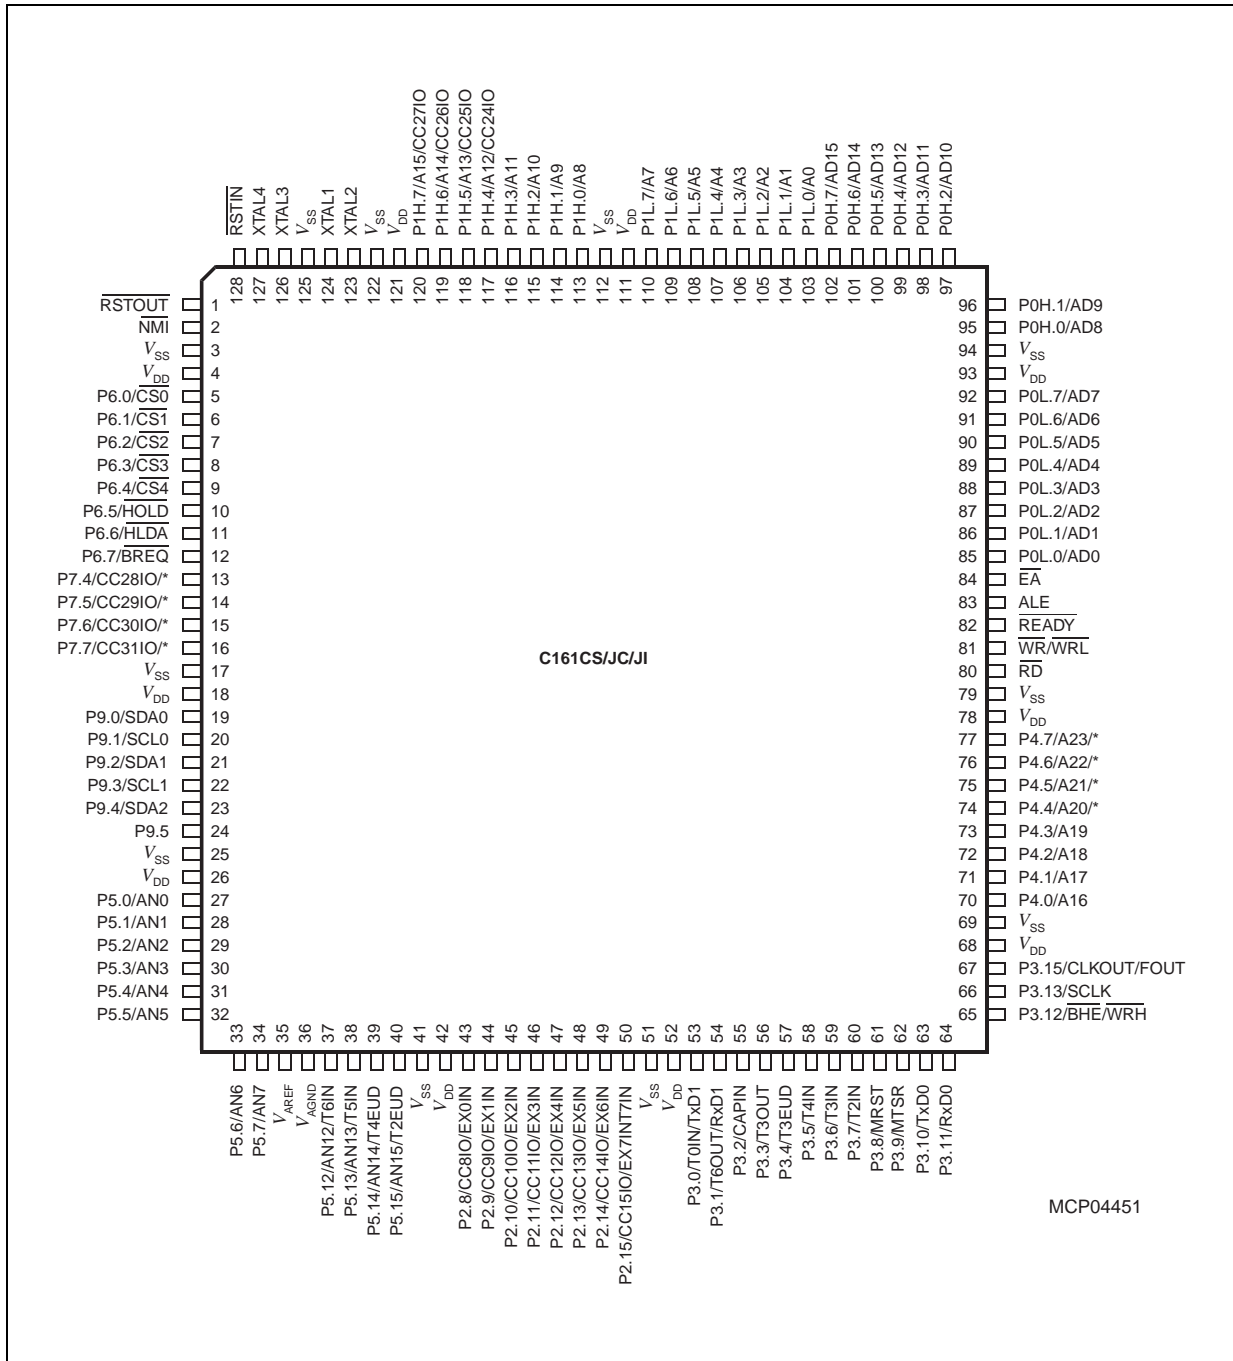 RSTIN
XTAL4
XTAL3
VSS
XTAL1
XTAL2
VSS
VDD
P1H.7/A15/CC27IO
P1H.6/A14/CC26IO
P1H.5/A13/CC25IO
P1H.4/A12/CC24IO
P1H.3/A11
P1H.2/A10
P1H.1/A9
P1H.0/A8
VSS
VDD
P1L.7/A7
P1L.6/A6
P1L.5/A5
P1L.4/A4
P1L.3/A3
P1L.2/A2
P1L.1/A1
P1L.0/A0
P0H.7/AD15
P0H.6/AD14
P0H.5/AD13
P0H.4/AD12
P0H.3/AD11
P0H.2/AD10
128
127
126
125
124
123
122
121
120
119
118
117
116
115
114
113
112
111
110
109
108
107
106
105
104
103
102
101
100
99
98
97
RSTOUT 1
NMI 2
VSS 3
VDD 4
P6.0/CS0 5
P6.1/CS1 6
P6.2/CS2 7
P6.3/CS3 8
P6.4/CS4 9
P6.5/HOLD 10
P6.6/HLDA 11
P6.7/BREQ 12
P7.4/CC28IO/* 13
P7.5/CC29IO/* 14
P7.6/CC30IO/* 15
P7.7/CC31IO/* 16
VSS 17
VDD 18
P9.0/SDA0 19
P9.1/SCL0 20
P9.2/SDA1 21
P9.3/SCL1 22
P9.4/SDA2 23
P9.5 24
VSS 25
VDD 26
P5.0/AN0 27
P5.1/AN1 28
P5.2/AN2 29
P5.3/AN3 30
P5.4/AN4 31
P5.5/AN5 32
C161CS/JC/JI
96 P0H.1/AD9
95 P0H.0/AD8
94 VSS
93 VDD
92 P0L.7/AD7
91 P0L.6/AD6
90 P0L.5/AD5
89 P0L.4/AD4
88 P0L.3/AD3
87 P0L.2/AD2
86 P0L.1/AD1
85 P0L.0/AD0
84 EA
83 ALE
82 READY
81 WR/WRL
80 RD
79 VSS
78 VDD
77 P4.7/A23/*
76 P4.6/A22/*
75 P4.5/A21/*
74 P4.4/A20/*
73 P4.3/A19
72 P4.2/A18
71 P4.1/A17
70 P4.0/A16
69 VSS
68 VDD
67 P3.15/CLKOUT/FOUT
66 P3.13/SCLK
65 P3.12/BHE/WRH
33
34
35
36
37
38
39
40
41
42
43
44
45
46
47
48
49
50
51
52
53
54
55
56
57
58
59
60
61
62
63
64
P5.6/AN6
P5.7/AN7
VAREF
VAGND
P5.12/AN12/T6IN
P5.13/AN13/T5IN
P5.14/AN14/T4EUD
P5.15/AN15/T2EUD
VSS
VDD
P2.8/CC8IO/EX0IN
P2.9/CC9IO/EX1IN
P2.10/CC10IO/EX2IN
P2.11/CC11IO/EX3IN
P2.12/CC12IO/EX4IN
P2.13/CC13IO/EX5IN
P2.14/CC14IO/EX6IN
P2.15/CC15IO/EX7INT7IN
VSS
VDD
P3.0/T0IN/TxD1
P3.1/T6OUT/RxD1
P3.2/CAPIN
P3.3/T3OUT
P3.4/T3EUD
P3.5/T4IN
P3.6/T3IN
P3.7/T2IN
P3.8/MRST
P3.9/MTSR
P3.10/TxD0
P3.11/RxD0
MCP04451